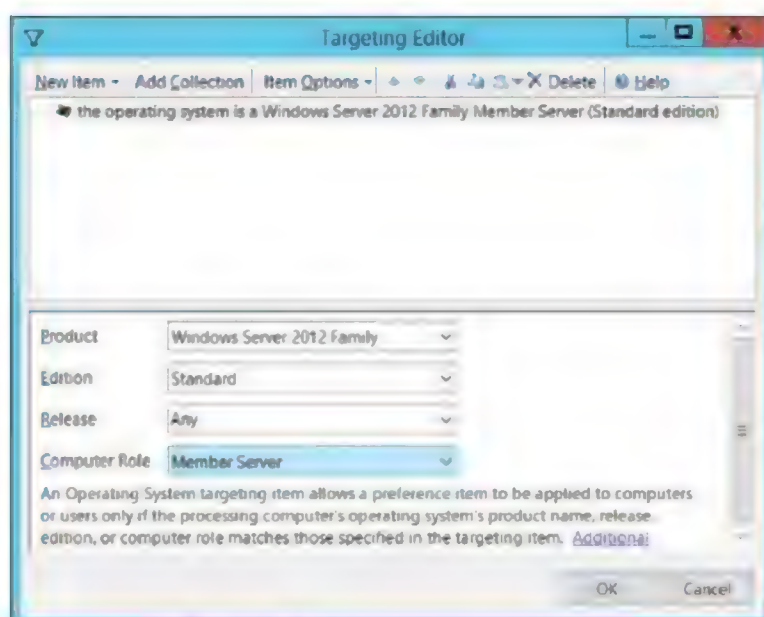 Targeting Editor
New Item Add Collection Item Options Delete Help
the operating system is a Windows Server 2012 Family Member Server (Standard edition)
Product Windows Server 2012 Family
Edition Standard
Release Any
Computer Role Member Server
An Operating System targeting item allows a preference item to be applied to computers
or users only if the processing computer's operating system's product name, release
edition, or computer role matches those specified in the targeting item. Additional
OK Cancel